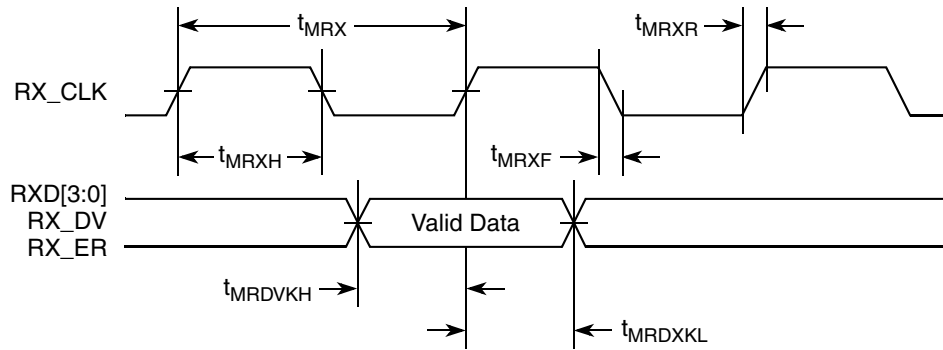 tMRX
tMRXR
RX_CLK
tMRXH
tMRXF
RXD[3:0]
RX_DV
RX_ER
Valid Data
tMRDVKH
tMRDXKL